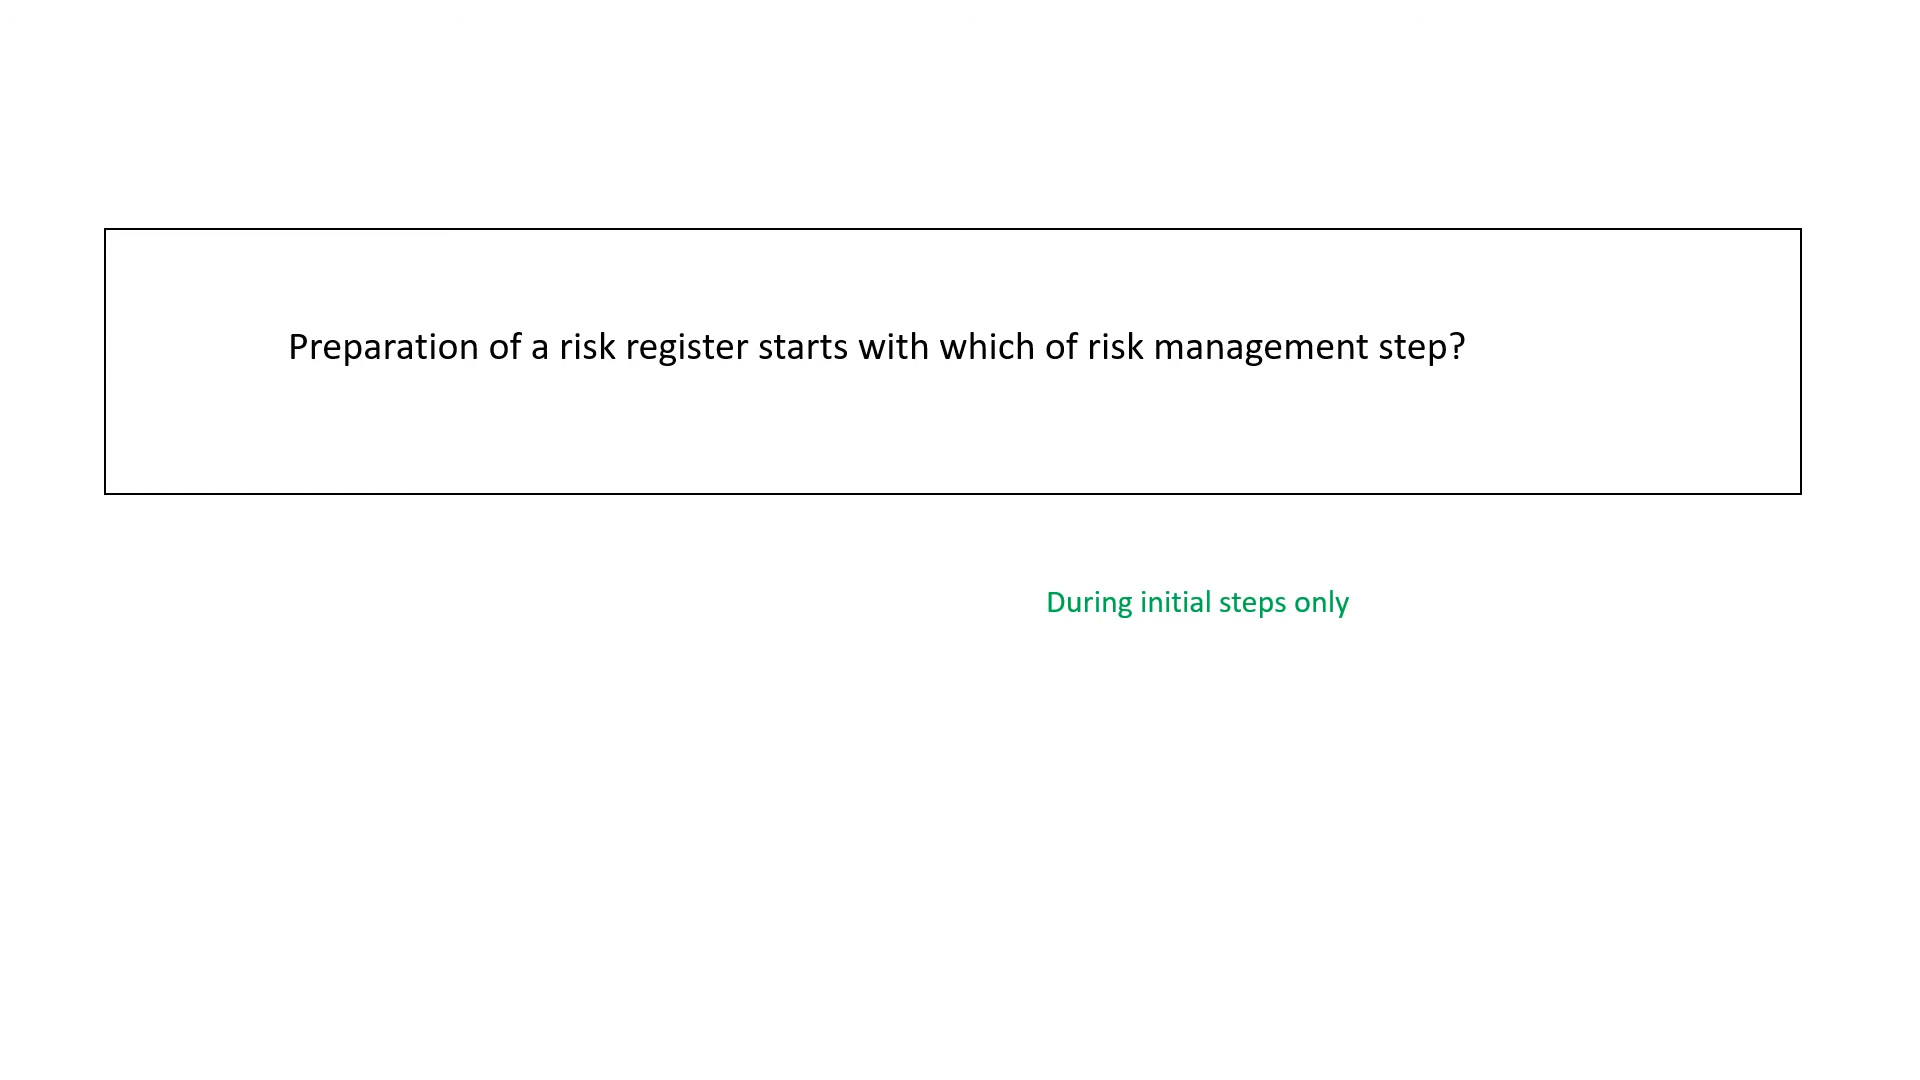 Preparation of a risk register starts with which of risk management step?
During initial steps only